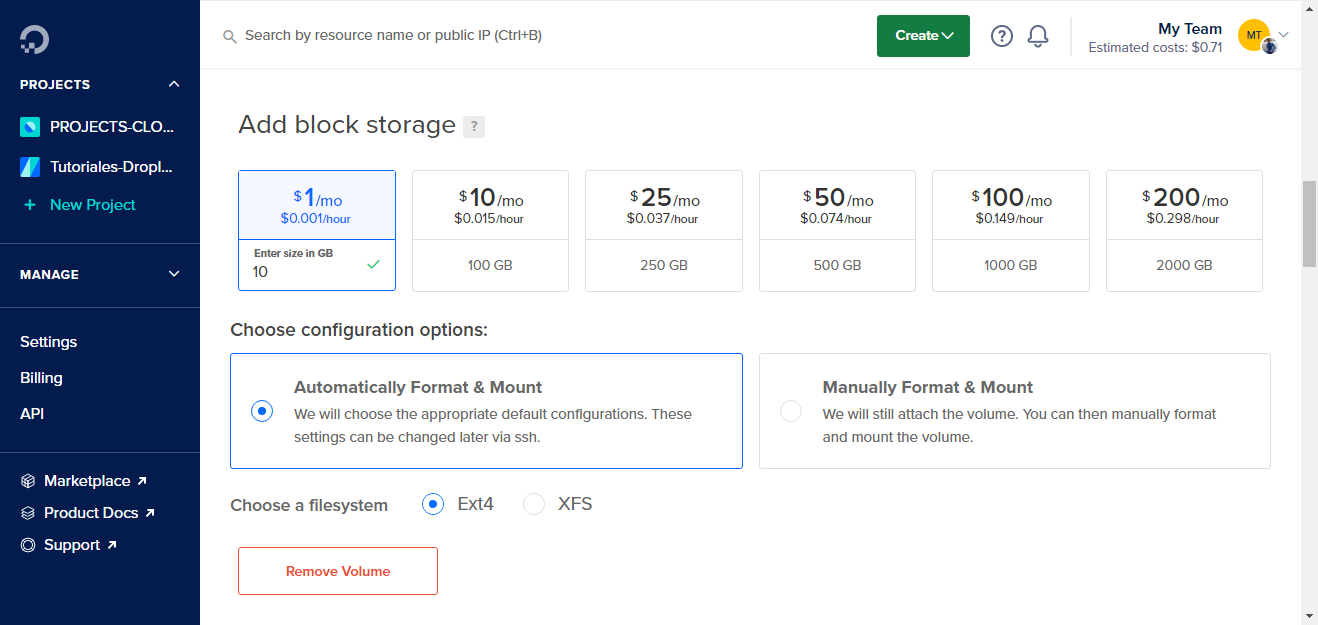 Search by resource name or public IP (Ctrl+B)
Create
?
My Team
Estimated costs: $0.71
MT
PROJECTS
PROJECTS-CLO...
Tutoriales-Dropl...
+ New Project
MANAGE
Settings
Billing
API
Marketplace
Product Docs
Support
Add block storage ?
$1/mo
$0.001/hour
Enter size in GB
10
$10/mo
$0.015/hour
100 GB
$25/mo
$0.037/hour
250 GB
$50/mo
$0.074/hour
500 GB
$100/mo
$0.149/hour
1000 GB
$200/mo
$0.298/hour
2000 GB
Choose configuration options:
Automatically Format & Mount
We will choose the appropriate default configurations. These
settings can be changed later via ssh.
Manually Format & Mount
We will still attach the volume. You can then manually format
and mount the volume.
Choose a filesystem
Ext4
XFS
Remove Volume